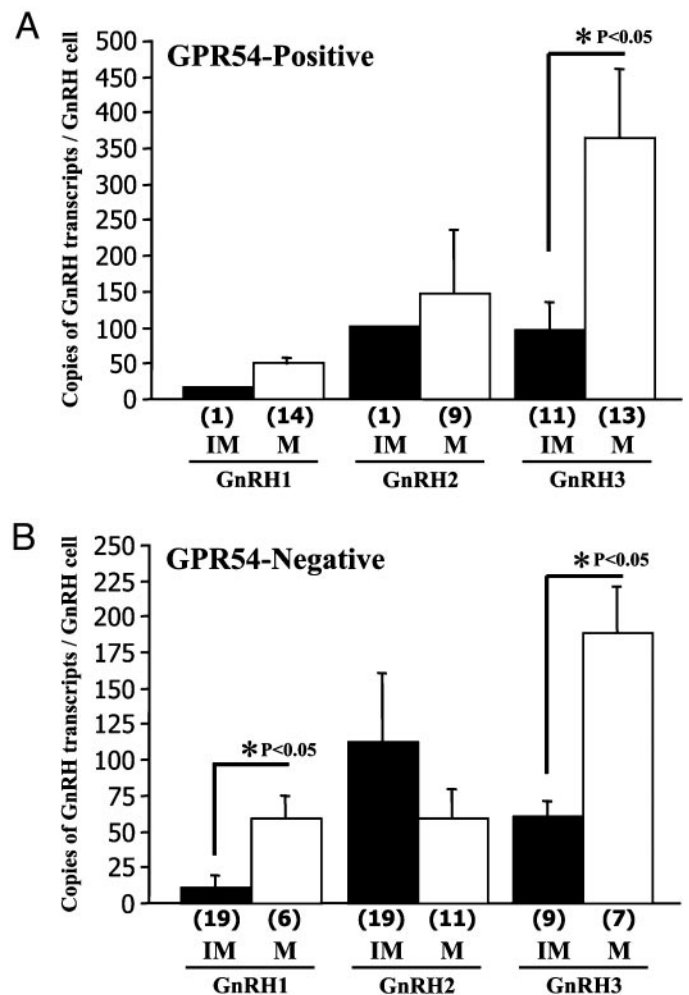 A
GPR54-Positive
* P<0.05
Copies of GnRH transcripts / GnRH cell
500
450
400
350
300
250
200
150
100
50
0
(1) (14) (1) (9) (11) (13)
IM M IM M IM M
GnRH1 GnRH2 GnRH3
B
GPR54-Negative
* P<0.05
* P<0.05
Copies of GnRH transcripts / GnRH cell
250
225
200
175
150
125
100
75
50
25
0
(19) (6) (19) (11) (9) (7)
IM M IM M IM M
GnRH1 GnRH2 GnRH3